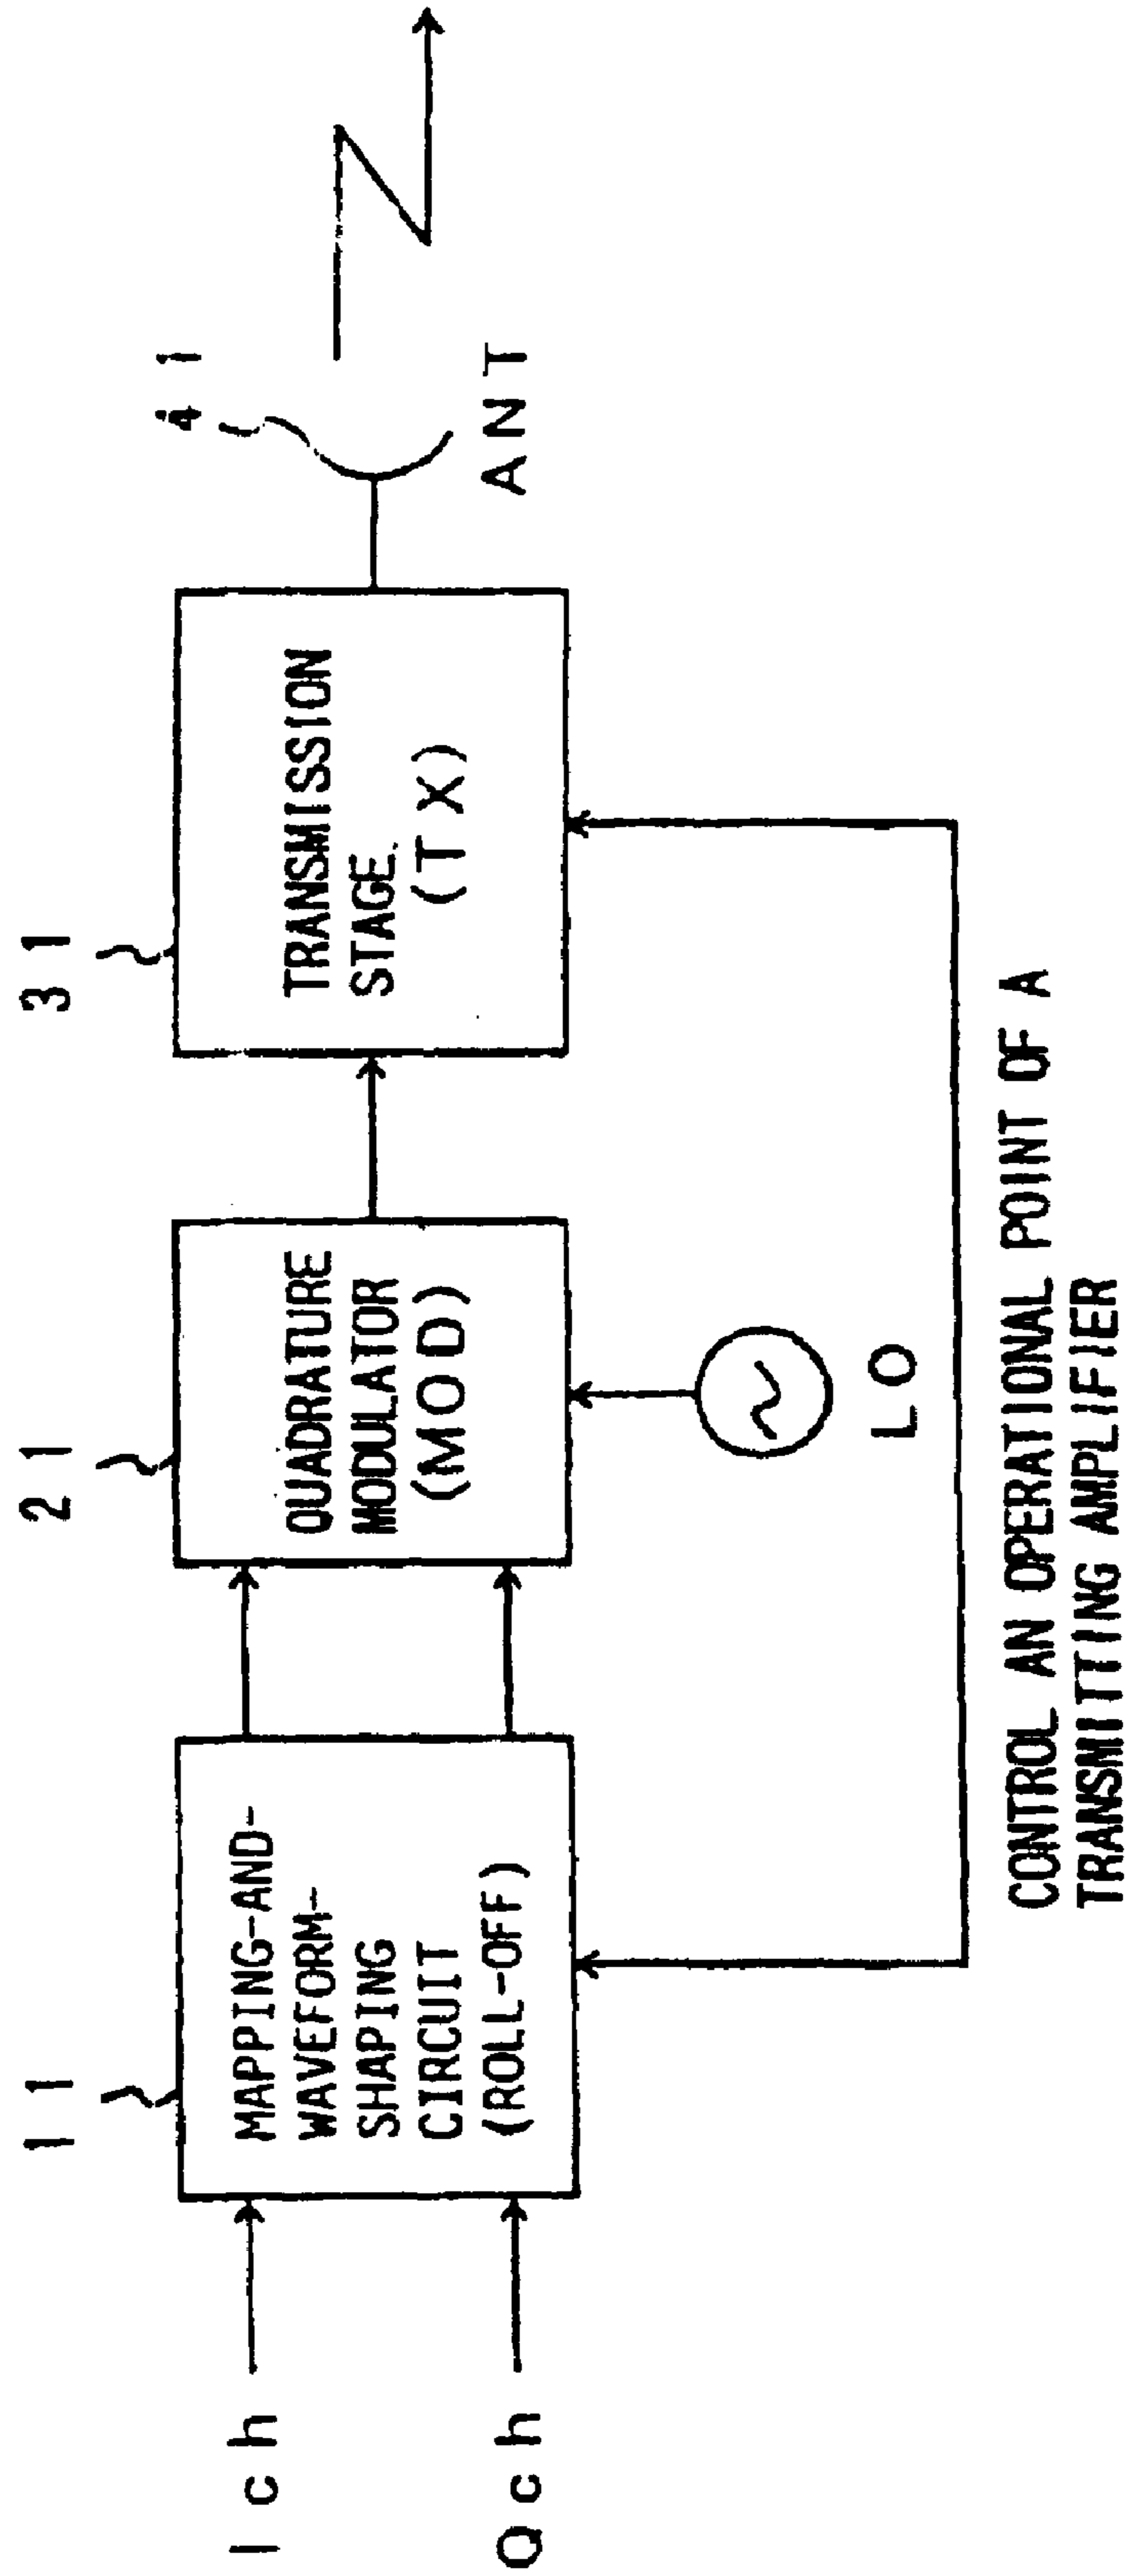 11
21
31
41
Ich
Qch
MAPPING-AND-
WAVEFORM-
SHAPING
CIRCUIT
(ROLL-OFF)
QUADRATURE
MODULATOR
(MOD)
TRANSMISSION
STAGE
(TX)
ANT
LO
CONTROL AN OPERATIONAL POINT OF A
TRANSMITTING AMPLIFIER